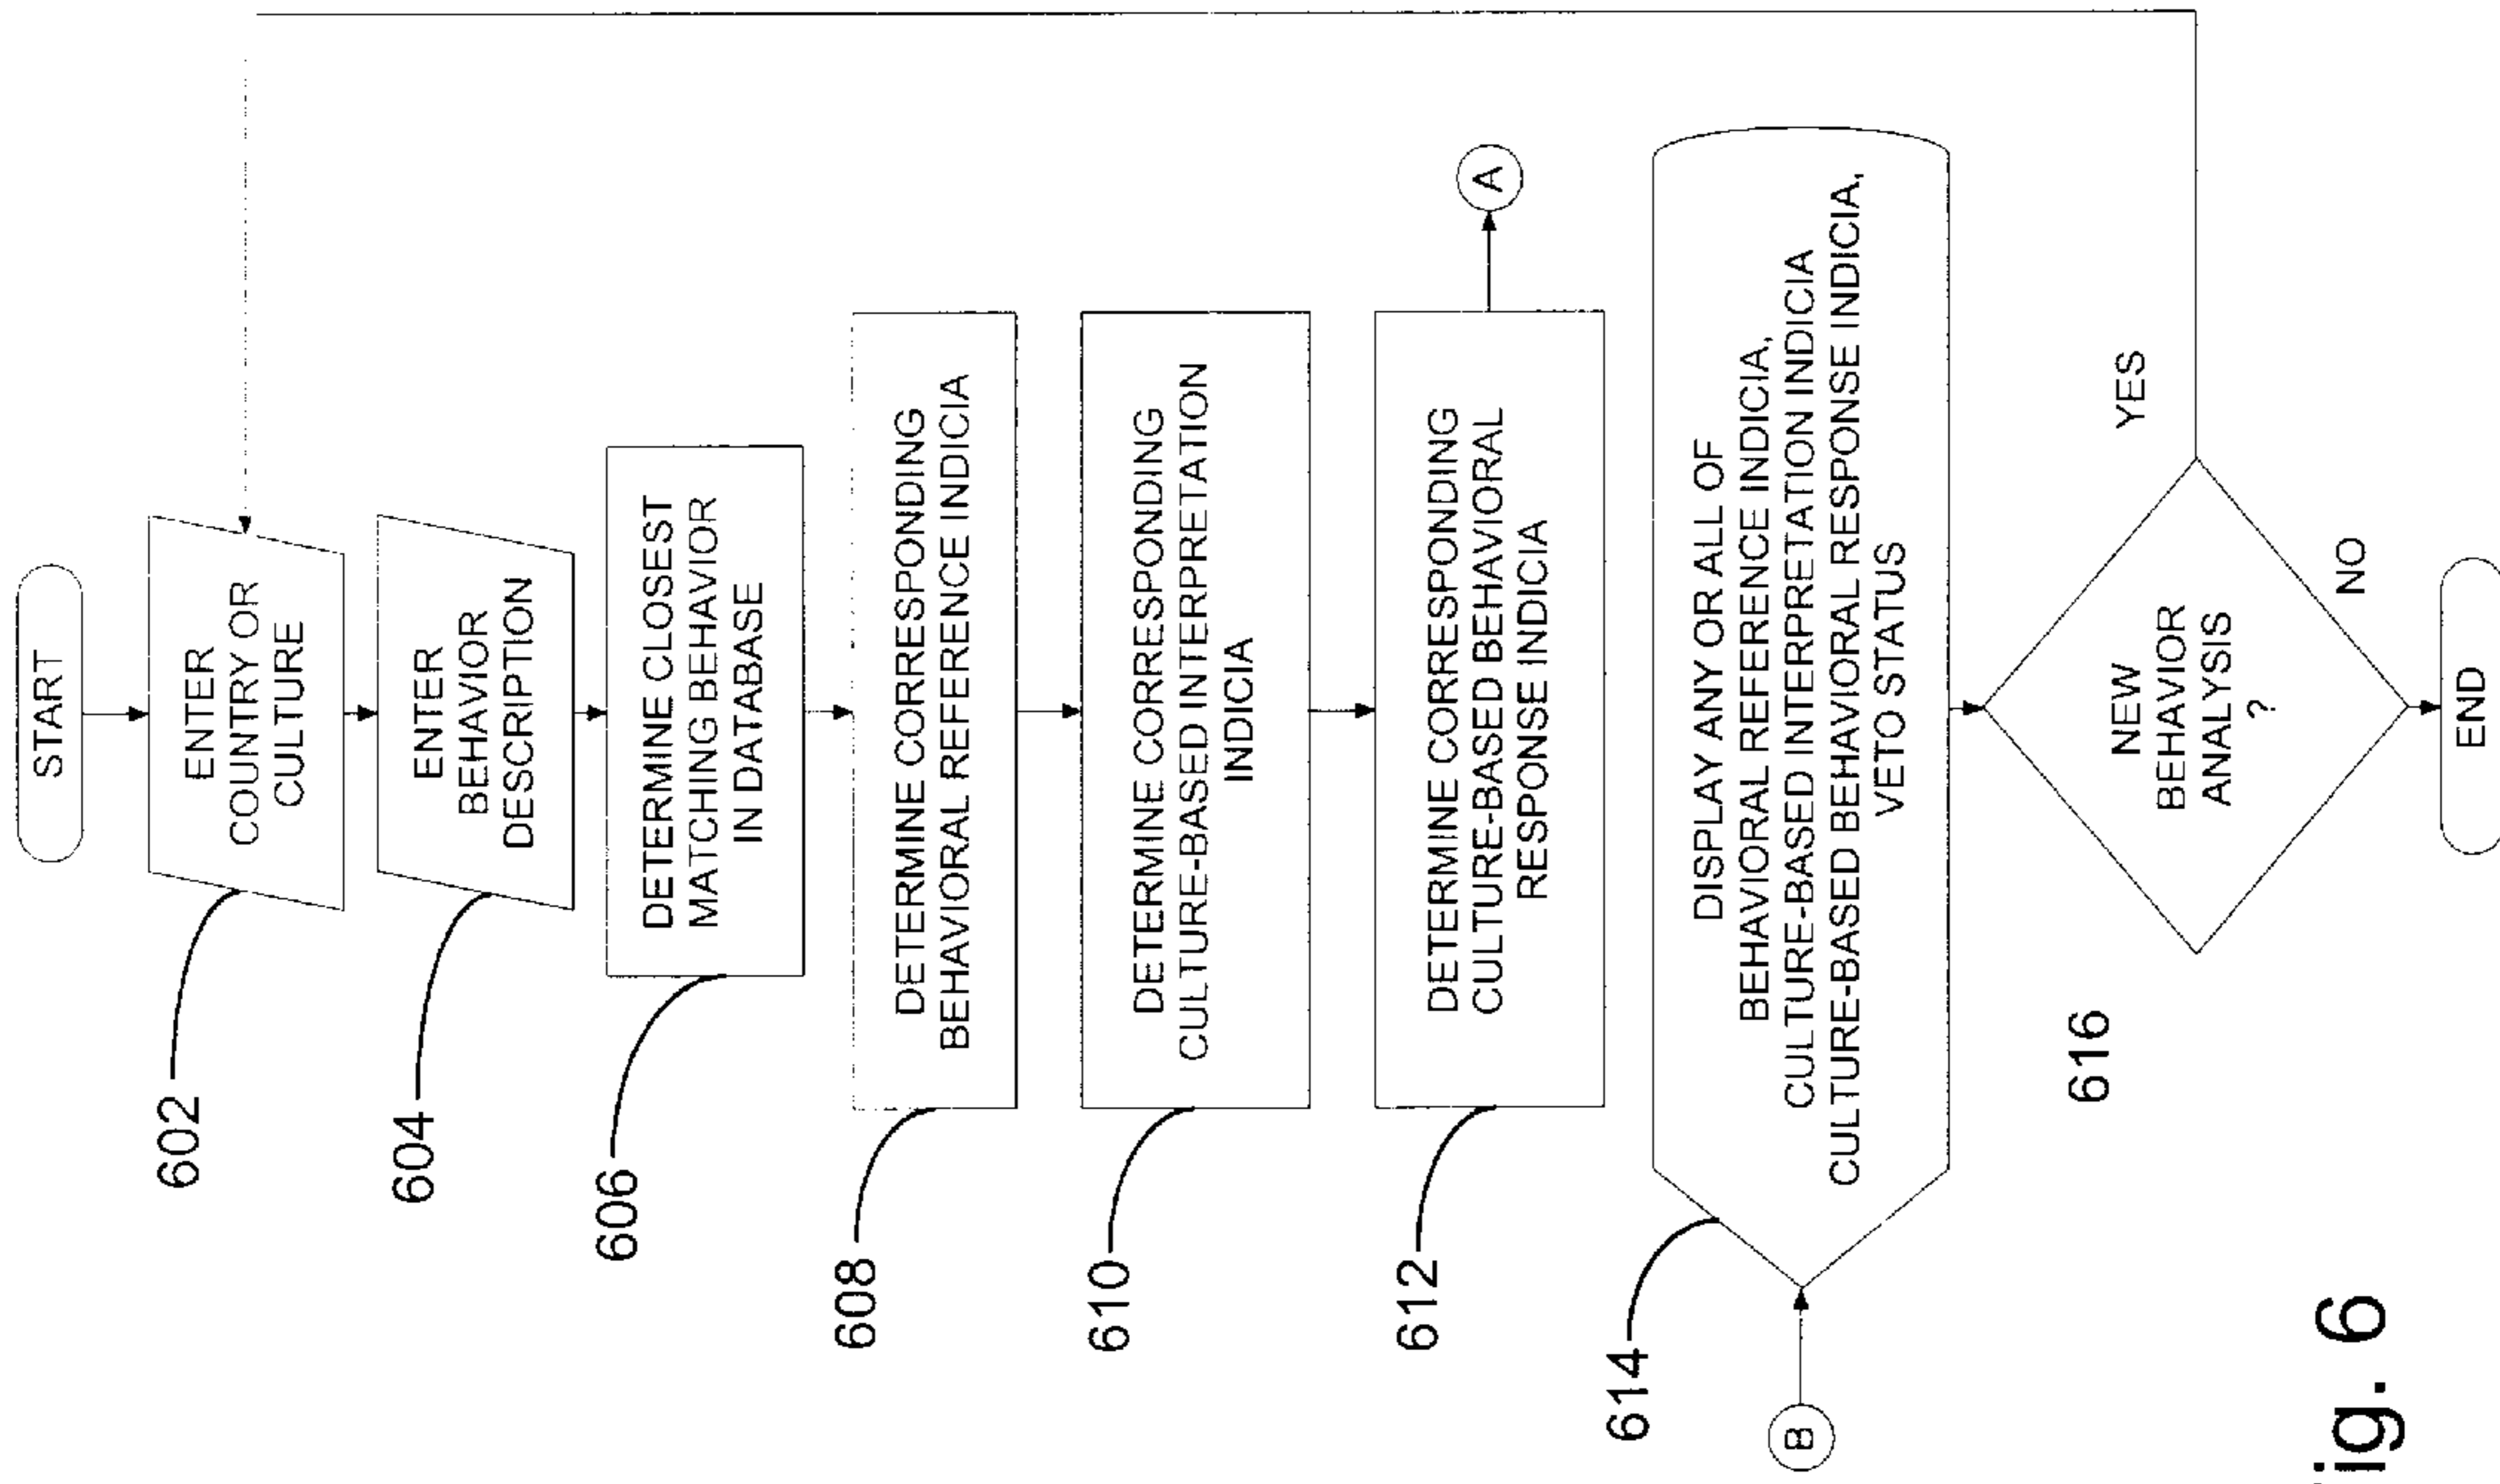 START
602
ENTER
COUNTRY OR
CULTURE
604
ENTER
BEHAVIOR
DESCRIPTION
606
DETERMINE CLOSEST
MATCHING BEHAVIOR
IN DATABASE
608
DETERMINE CORRESPONDING
BEHAVIORAL REFERENCE INDICIA
610
DETERMINE CORRESPONDING
CULTURE-BASED INTERPRETATION
INDICIA
612
DETERMINE CORRESPONDING
CULTURE-BASED BEHAVIORAL
RESPONSE INDICIA
A
614
B
DISPLAY ANY OR ALL OF
BEHAVIORAL REFERENCE INDICIA,
CULTURE-BASED INTERPRETATION INDICIA
CULTURE-BASED BEHAVIORAL RESPONSE INDICIA,
VETO STATUS
616
NEW
BEHAVIOR
ANALYSIS
?
YES
NO
END
ig. 6